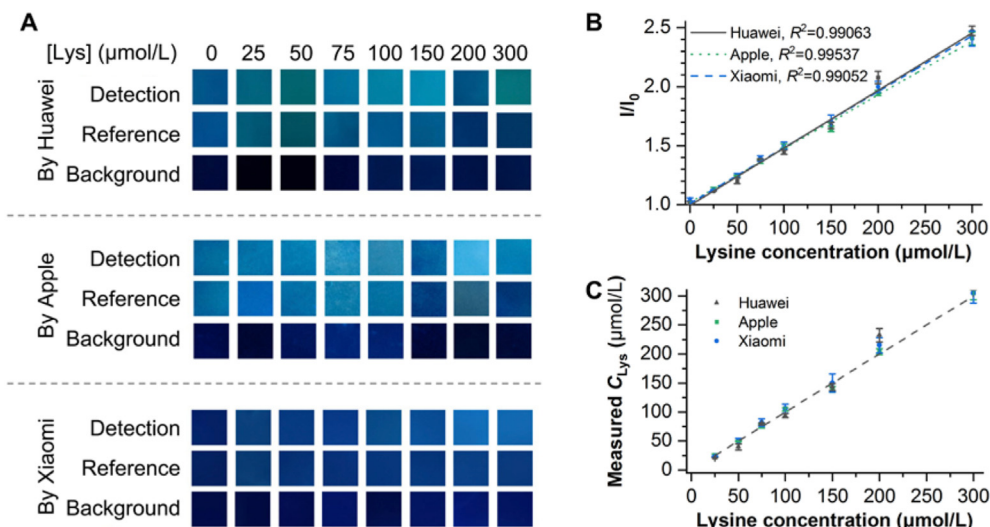 A
[Lys] (μmol/L) 0 25 50 75 100 150 200 300
By Huawei
Detection
Reference
Background
By Apple
Detection
Reference
Background
By Xiaomi
Detection
Reference
Background
B
2.5
2.0
1.5
1.0
I/I0
Huawei, R²=0.99063
Apple, R²=0.99537
Xiaomi, R²=0.99052
0 50 100 150 200 250 300
Lysine concentration (μmol/L)
C
300
250
200
150
100
50
0
Measured CLys (μmol/L)
Huawei
Apple
Xiaomi
0 50 100 150 200 250 300
Lysine concentration (μmol/L)